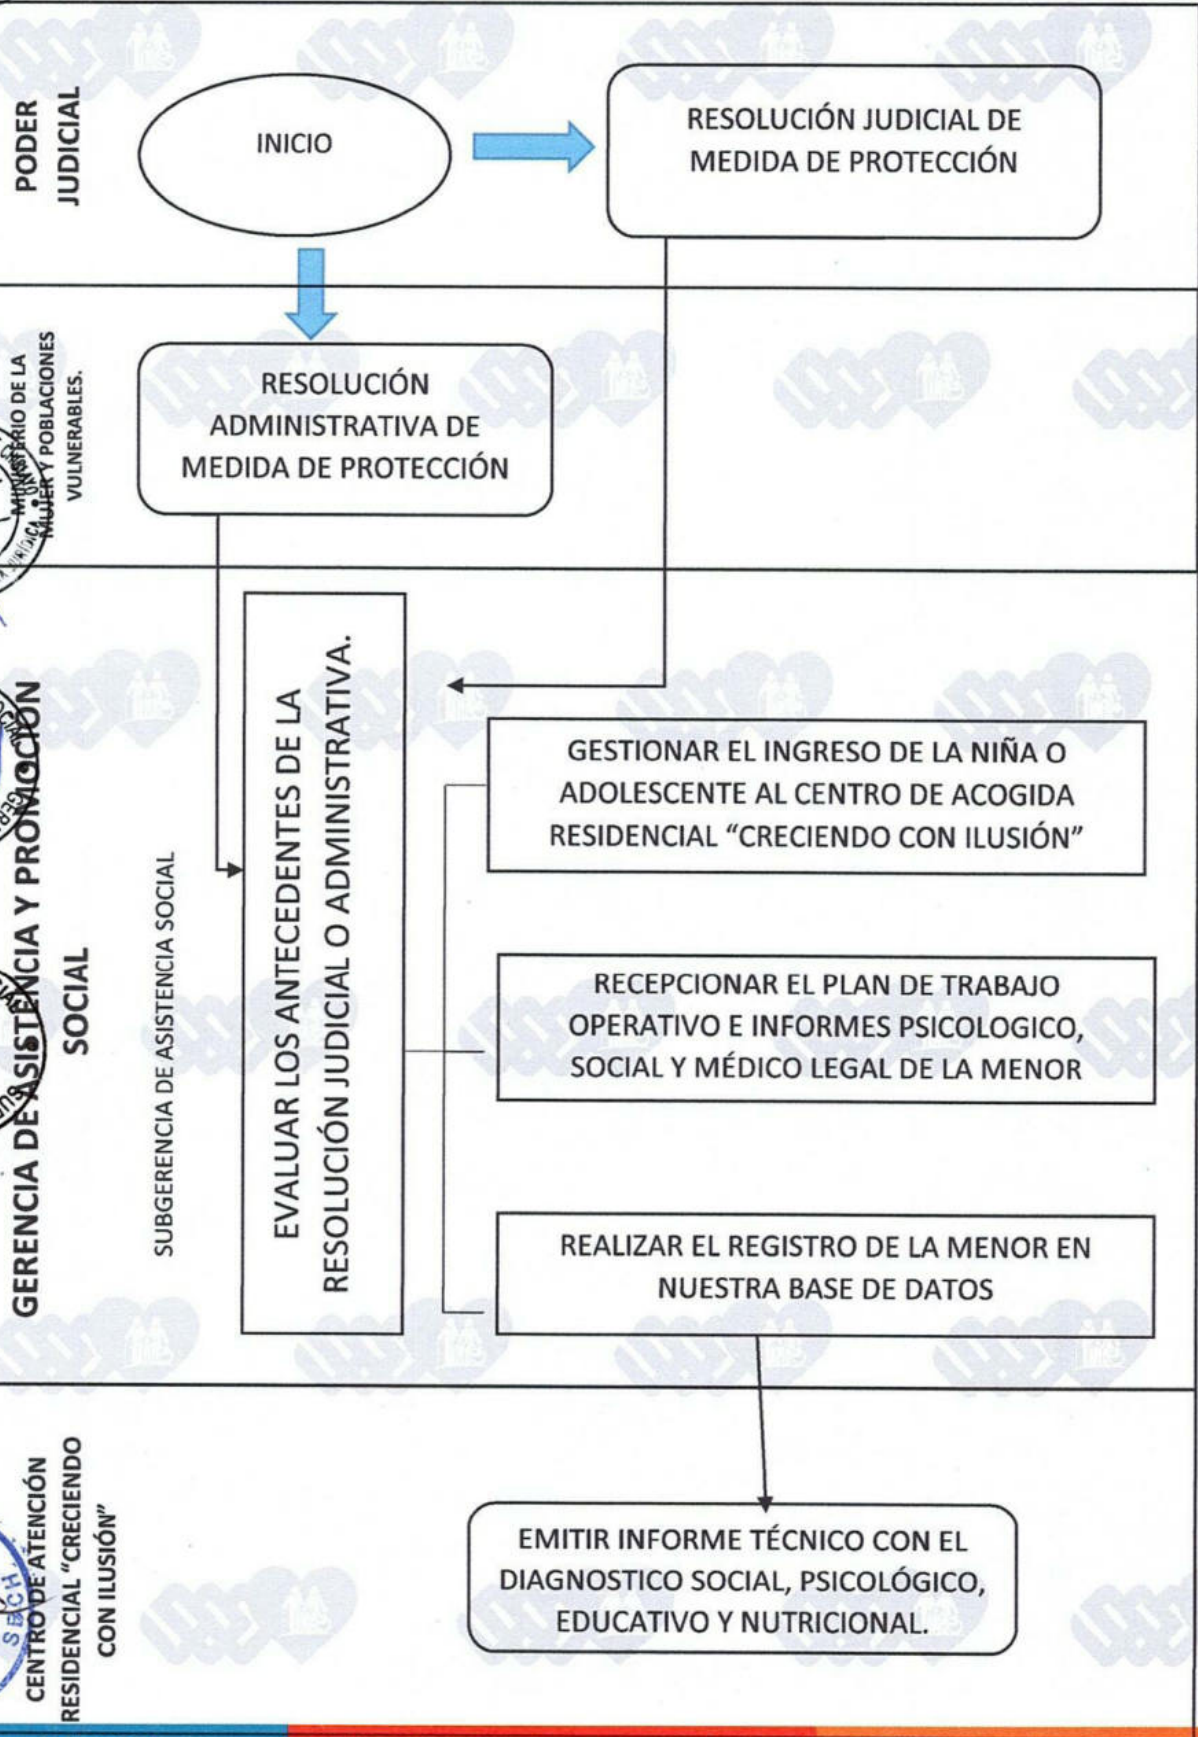 PODER
JUDICIAL
INICIO
RESOLUCIÓN JUDICIAL DE
MEDIDA DE PROTECCIÓN
MINISTERIO DE LA
MUJER Y POBLACIONES
VULNERABLES.
RESOLUCIÓN
ADMINISTRATIVA DE
MEDIDA DE PROTECCIÓN
GERENCIA DE ASISTENCIA Y PROMOCIÓN
SOCIAL
SUBGERENCIA DE ASISTENCIA SOCIAL
EVALUAR LOS ANTECEDENTES DE LA
RESOLUCIÓN JUDICIAL O ADMINISTRATIVA.
GESTIONAR EL INGRESO DE LA NIÑA O
ADOLESCENTE AL CENTRO DE ACOGIDA
RESIDENCIAL “CRECIENDO CON ILUSIÓN”
RECEPCIONAR EL PLAN DE TRABAJO
OPERATIVO E INFORMES PSICOLOGICO,
SOCIAL Y MÉDICO LEGAL DE LA MENOR
REALIZAR EL REGISTRO DE LA MENOR EN
NUESTRA BASE DE DATOS
CENTRO DE ATENCIÓN
RESIDENCIAL “CRECIENDO
CON ILUSIÓN”
SBCH
EMITIR INFORME TÉCNICO CON EL
DIAGNOSTICO SOCIAL, PSICOLÓGICO,
EDUCATIVO Y NUTRICIONAL.